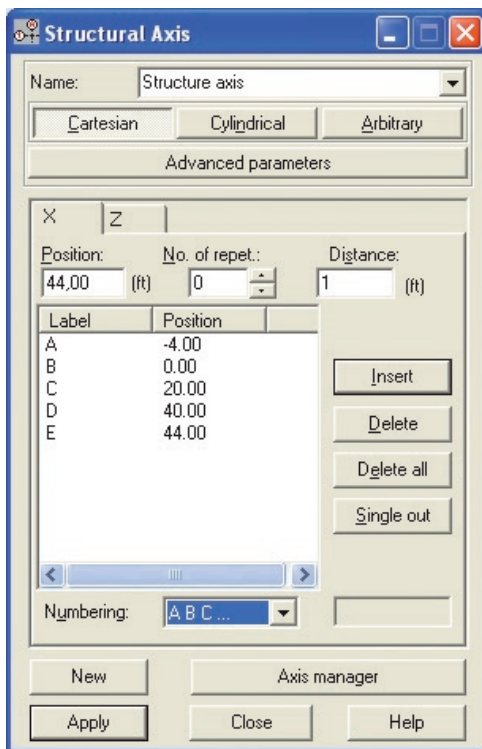 Structural Axis
Name: Structure axis
Cartesian Cylindrical Arbitrary
Advanced parameters
X Z
Position: No. of repet.: Distance:
44,00 (ft) 0 1 (ft)
Label Position
A -4.00
B 0.00
C 20.00
D 40.00
E 44.00
Insert
Delete
Delete all
Single out
Numbering: A B C ...
New Axis manager
Apply Close Help